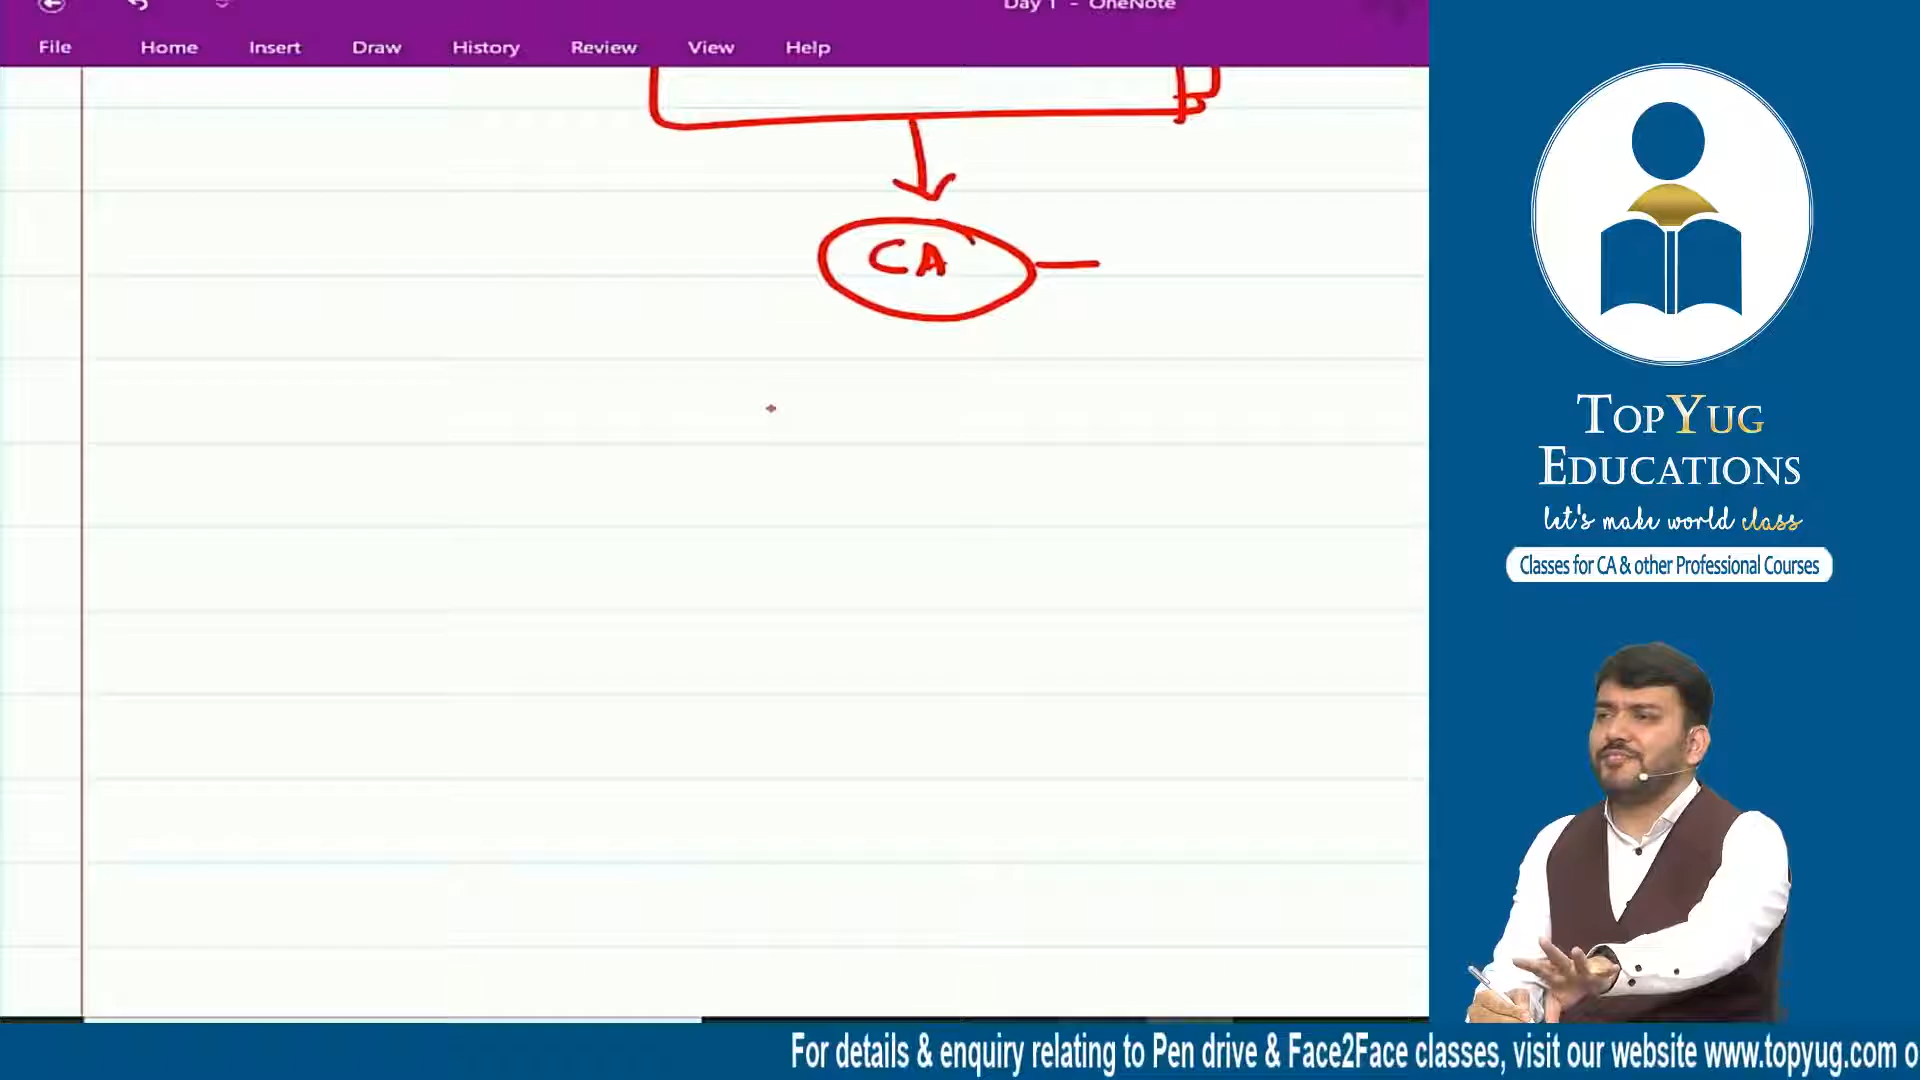 Day 1 - OneNote
File Home Insert Draw History Review View Help
CA
TOPYUG
EDUCATIONS
let's make world class
Classes for CA & other Professional Courses
For details & enquiry relating to Pen drive & Face2Face classes, visit our website www.topyug.com o